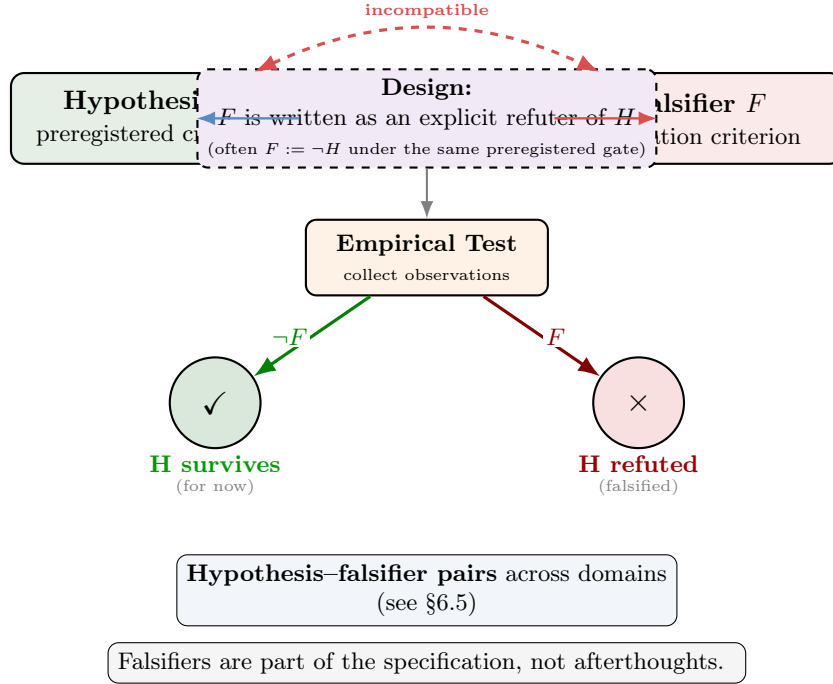 incompatible
Hypothesi
preregistered c
Design:
F is written as an explicit refuter of H
(often F := ¬H under the same preregistered gate)
alsifier F
tion criterion
Empirical Test
collect observations
¬F
F
✓
×
H survives
(for now)
H refuted
(falsified)
Hypothesis–falsifier pairs across domains
(see §6.5)
Falsifiers are part of the specification, not afterthoughts.